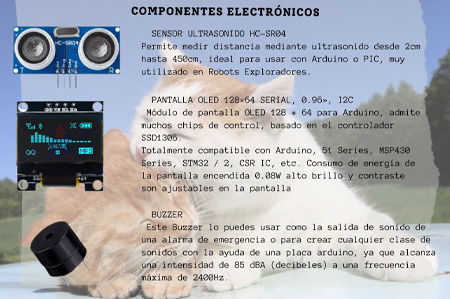 COMPONENTES ELECTRÓNICOS
SENSOR ULTRASONIDO HC-SR04
Permite medir distancia mediante ultrasonido desde 2cm
hasta 450cm, ideal para usar con Arduino o PIC, muy
utilizado en Robots Exploradores.
HC-SR04
T R
PANTALLA OLED 128×64 SERIAL, 0.96», I2C
Módulo de pantalla OLED 128 * 64 para Arduino, admite
muchos chips de control, basado en el controlador
SSD1306.
Totalmente compatible con Arduino, 51 Series, MSP430
Series, STM32 / 2, CSR IC, etc. Consumo de energía de
la pantalla encendida 0.08W alto brillo y contraste
son ajustables en la pantalla
GND VCC SCL SDA
BUZZER
Este Buzzer lo puedes usar como la salida de sonido de
una alarma de emergencia o para crear cualquier clase de
sonidos con la ayuda de una placa arduino, ya que alcanza
una intensidad de 85 dBA (decibeles) a una frecuencia
máxima de 2400Hz.